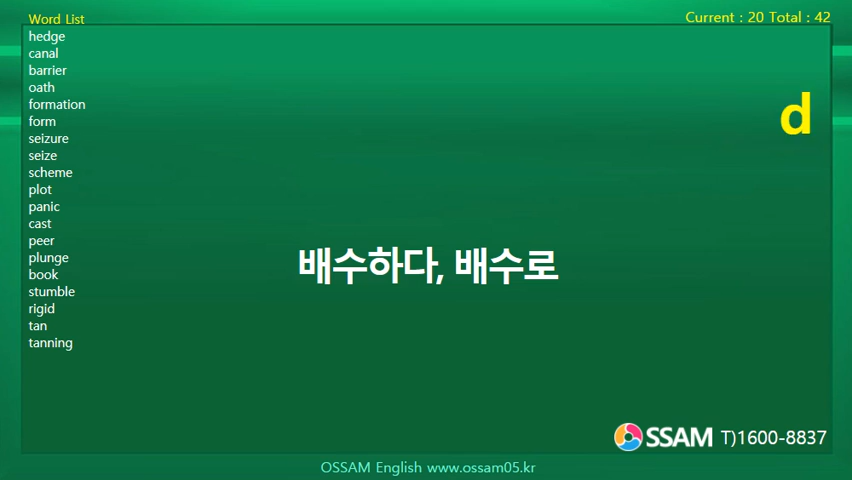 Word List
Current : 20 Total : 42
hedge
canal
barrier
oath
formation
form
seizure
seize
scheme
plot
panic
cast
peer
plunge
book
stumble
rigid
tan
tanning
d
배수하다, 배수로
OSSAM T)1600-8837
OSSAM English www.ossam05.kr